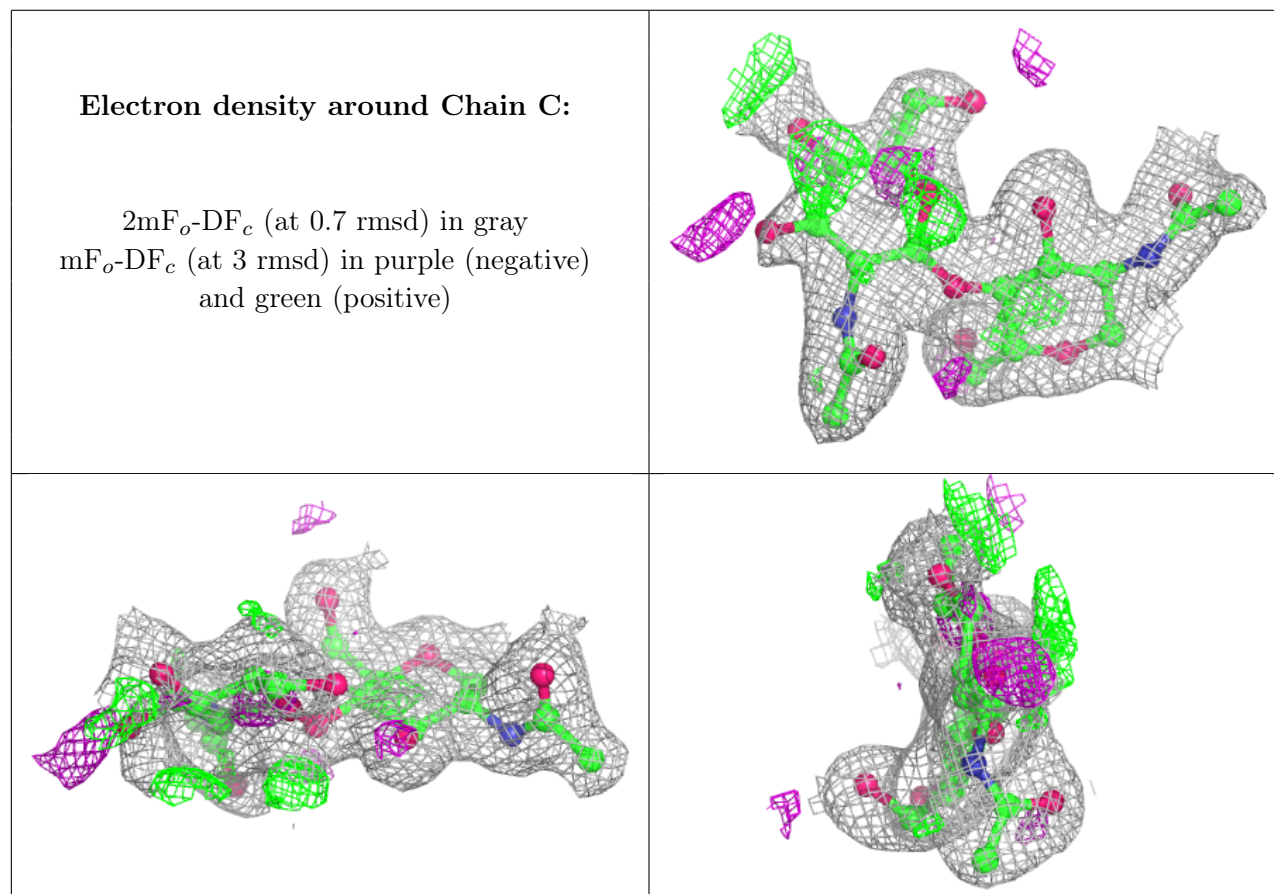 Electron density around Chain C:
2mFo-DFc (at 0.7 rmsd) in gray
mFo-DFc (at 3 rmsd) in purple (negative)
and green (positive)